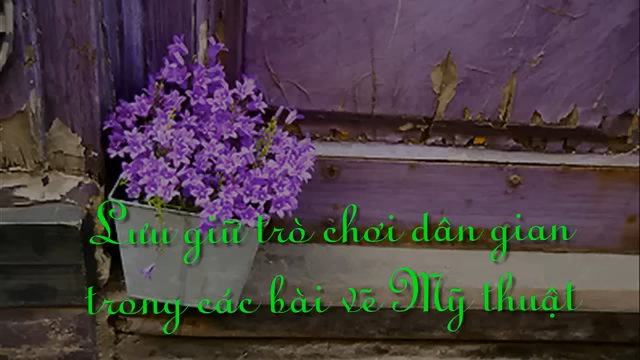 Lưu giữ trò chơi dân gian
trong các bài vẽ Mỹ thuật